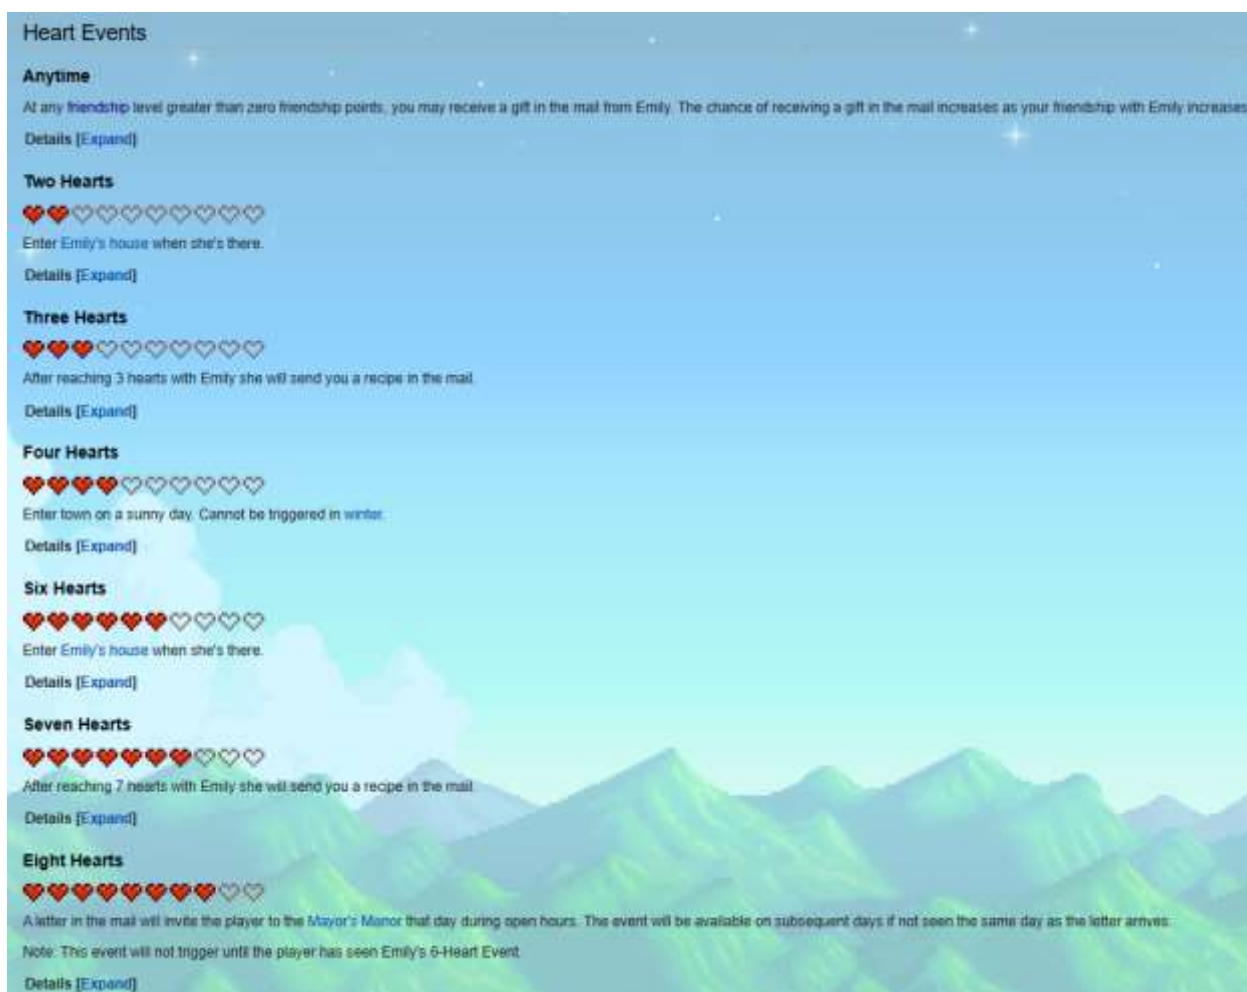 Heart Events
Anytime
At any friendship level greater than zero friendship points, you may receive a gift in the mail from Emily. The chance of receiving a gift in the mail increases as your friendship with Emily increases
Details [Expand]
Two Hearts
Enter Emily's house when she's there.
Details [Expand]
Three Hearts
After reaching 3 hearts with Emily she will send you a recipe in the mail.
Details [Expand]
Four Hearts
Enter town on a sunny day. Cannot be triggered in winter.
Details [Expand]
Six Hearts
Enter Emily's house when she's there.
Details [Expand]
Seven Hearts
After reaching 7 hearts with Emily she will send you a recipe in the mail.
Details [Expand]
Eight Hearts
A letter in the mail will invite the player to the Mayor's Manor that day during open hours. The event will be available on subsequent days if not seen the same day as the letter arrives.
Note: This event will not trigger until the player has seen Emily's 6-Heart Event.
Details [Expand]